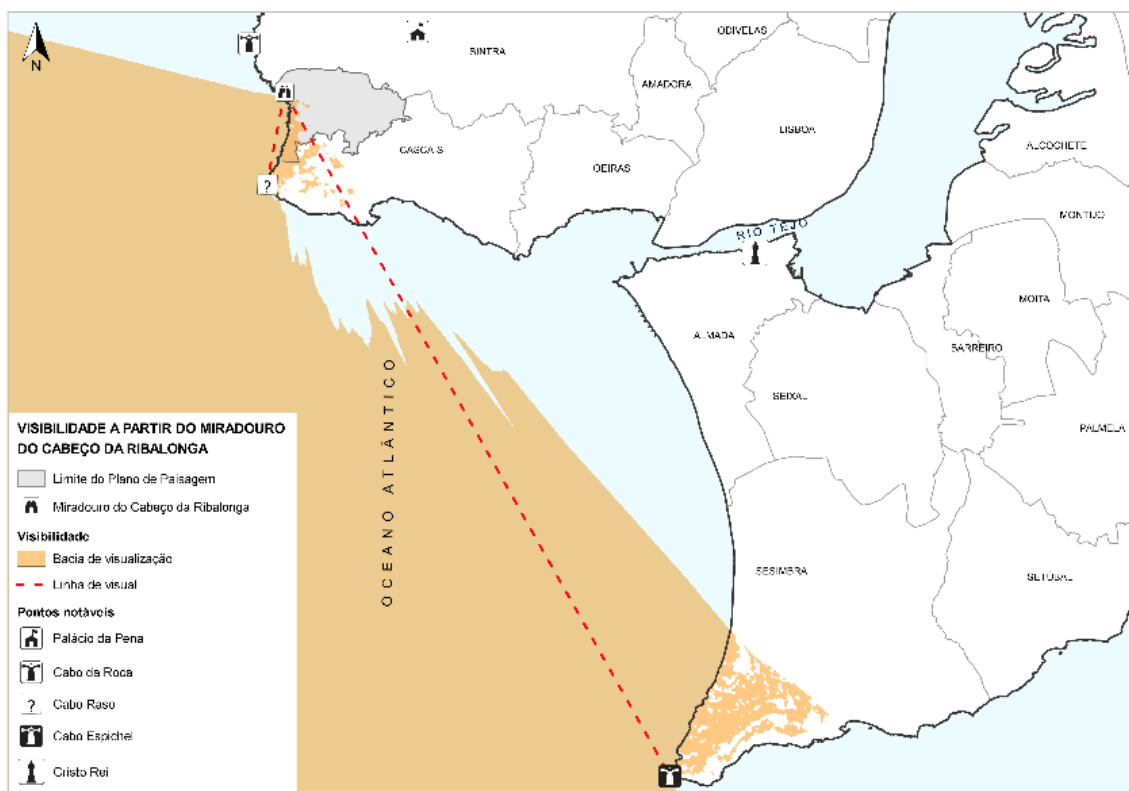 N
SINTRA
ODIVELAS
AMADORA
LISBOA
CASCAIS
OEIRAS
ALCOCHETE
MONTIJO
RIO TEJO
MOITA
ALMADA
BARREIRO
SEIXAL
PALMELA
?
OCEANO ATLÂNTICO
SESIMBRA
SETÚBAL
VISIBILIDADE A PARTIR DO MIRADOURO
DO CABEÇO DA RIBALONGA
Limite do Plano de Paisagem
Miradouro do Cabeço da Ribalonga
Visibilidade
Bacia de visualização
Linha de visual
Pontos notáveis
Palácio da Pena
Cabo da Roca
? Cabo Raso
Cabo Espichel
Cristo Rei